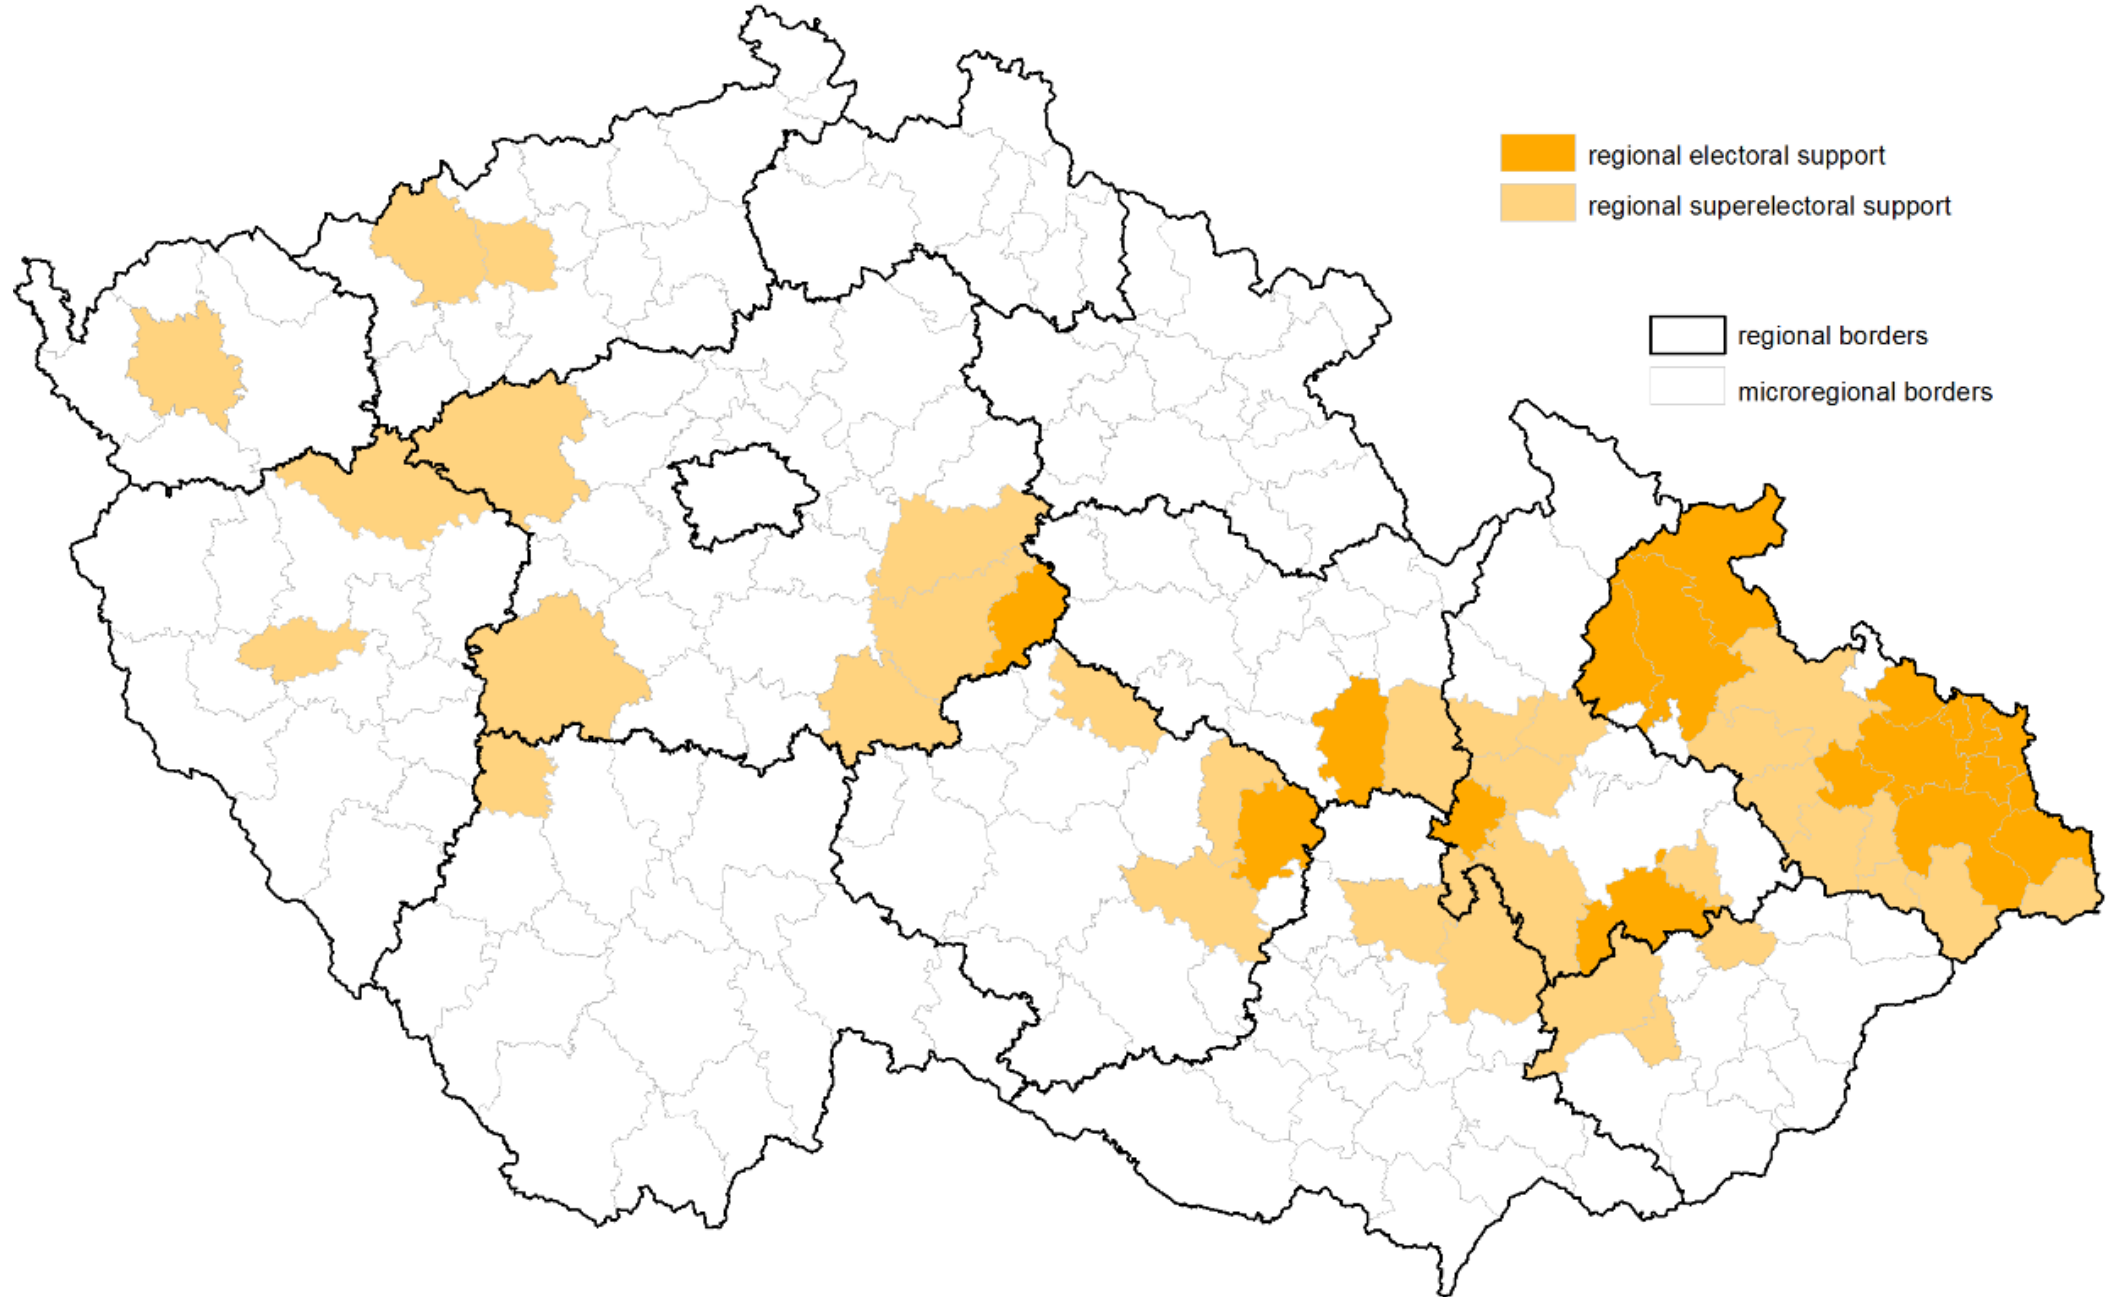 regional electoral support
regional superelectoral support
regional borders
microregional borders